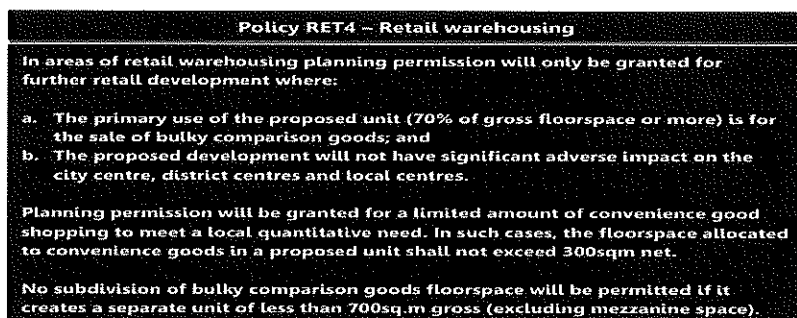 Policy RET4 – Retail warehousing
In areas of retail warehousing planning permission will only be granted for
further retail development where:
a. The primary use of the proposed unit (70% of gross floorspace or more) is for
the sale of bulky comparison goods; and
b. The proposed development will not have significant adverse impact on the
city centre, district centres and local centres.
Planning permission will be granted for a limited amount of convenience good
shopping to meet a local quantitative need. In such cases, the floorspace allocated
to convenience goods in a proposed unit shall not exceed 300sqm net.
No subdivision of bulky comparison goods floorspace will be permitted if it
creates a separate unit of less than 700sq.m gross (excluding mezzanine space).